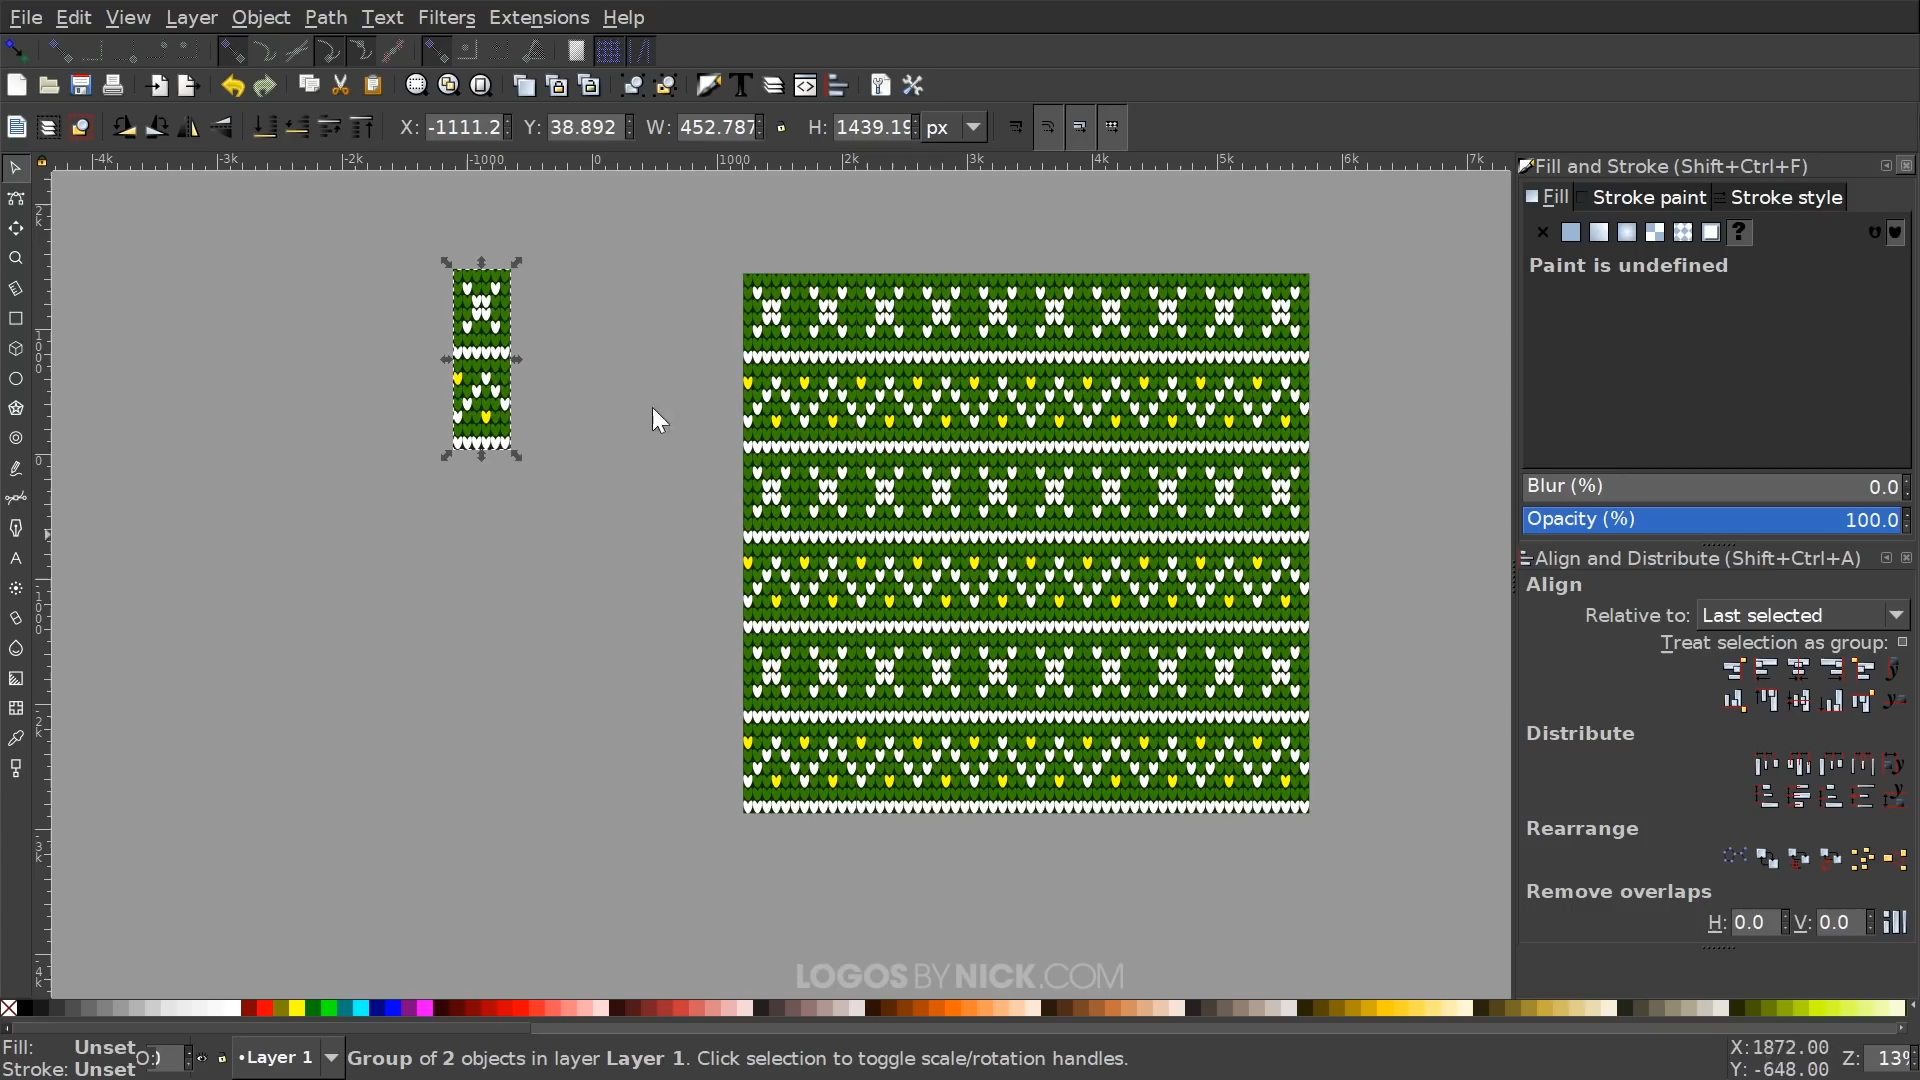 File Edit View Layer Object Path Text Filters Extensions Help
X: -1111.2 Y: 38.892 W: 452.787 H: 1439.19 px
-4k -3k -2k -1000 0 1000 2k 3k 4k 5k 6k 7k
Fill and Stroke (Shift+Ctrl+F)
Fill Stroke paint Stroke style
?
Paint is undefined
Blur (%) 0.0
Opacity (%) 100.0
Align and Distribute (Shift+Ctrl+A)
Align
Relative to: Last selected
Treat selection as group:
Distribute
Rearrange
Remove overlaps
H: 0.0 V: 0.0
LOGOS BY NICK.COM
Fill: Unset
Stroke: Unset
O:
•Layer 1
Group of 2 objects in layer Layer 1. Click selection to toggle scale/rotation handles.
X:1872.00
Y: -648.00
Z: 13%